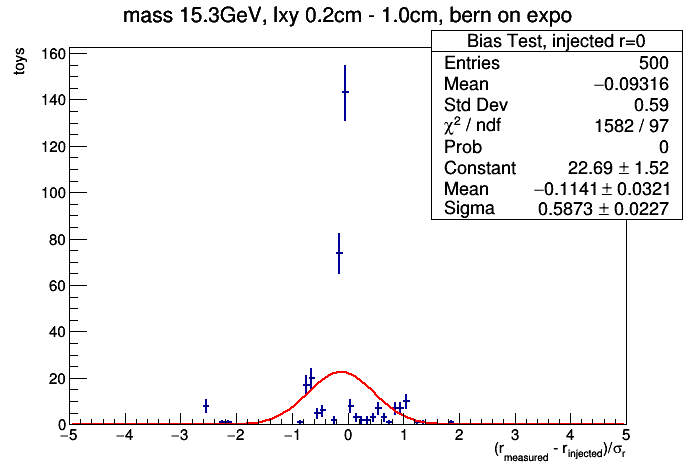 mass 15.3GeV, lxy 0.2cm - 1.0cm, bern on expo
Bias Test, injected r=0
Entries 500
Mean −0.09316
Std Dev 0.59
χ² / ndf 1582 / 97
Prob 0
Constant 22.69 ± 1.52
Mean −0.1141 ± 0.0321
Sigma 0.5873 ± 0.0227
toys
160
140
120
100
80
60
40
20
0
−5 −4 −3 −2 −1 0 1 2 3 4 5
(r_measured - r_injected)/σ_r